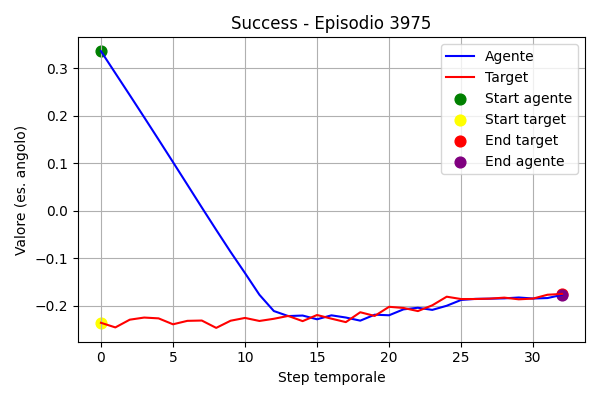 Success - Episodio 3975
Valore (es. angolo)
0.3
0.2
0.1
0.0
−0.1
−0.2
0
5
10
15
20
25
30
Step temporale
Agente
Target
Start agente
Start target
End target
End agente